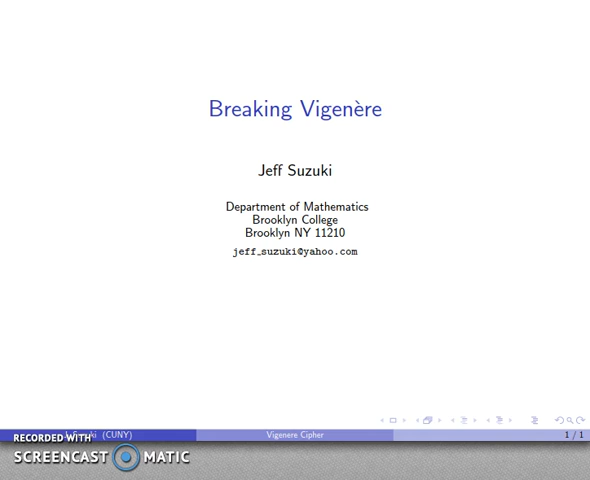 Breaking Vigenère
Jeff Suzuki
Department of Mathematics
Brooklyn College
Brooklyn NY 11210
jeff_suzuki@yahoo.com
(CUNY)
Vigenere Cipher
1 / 1
RECORDED WITH
SCREENCAST MATIC